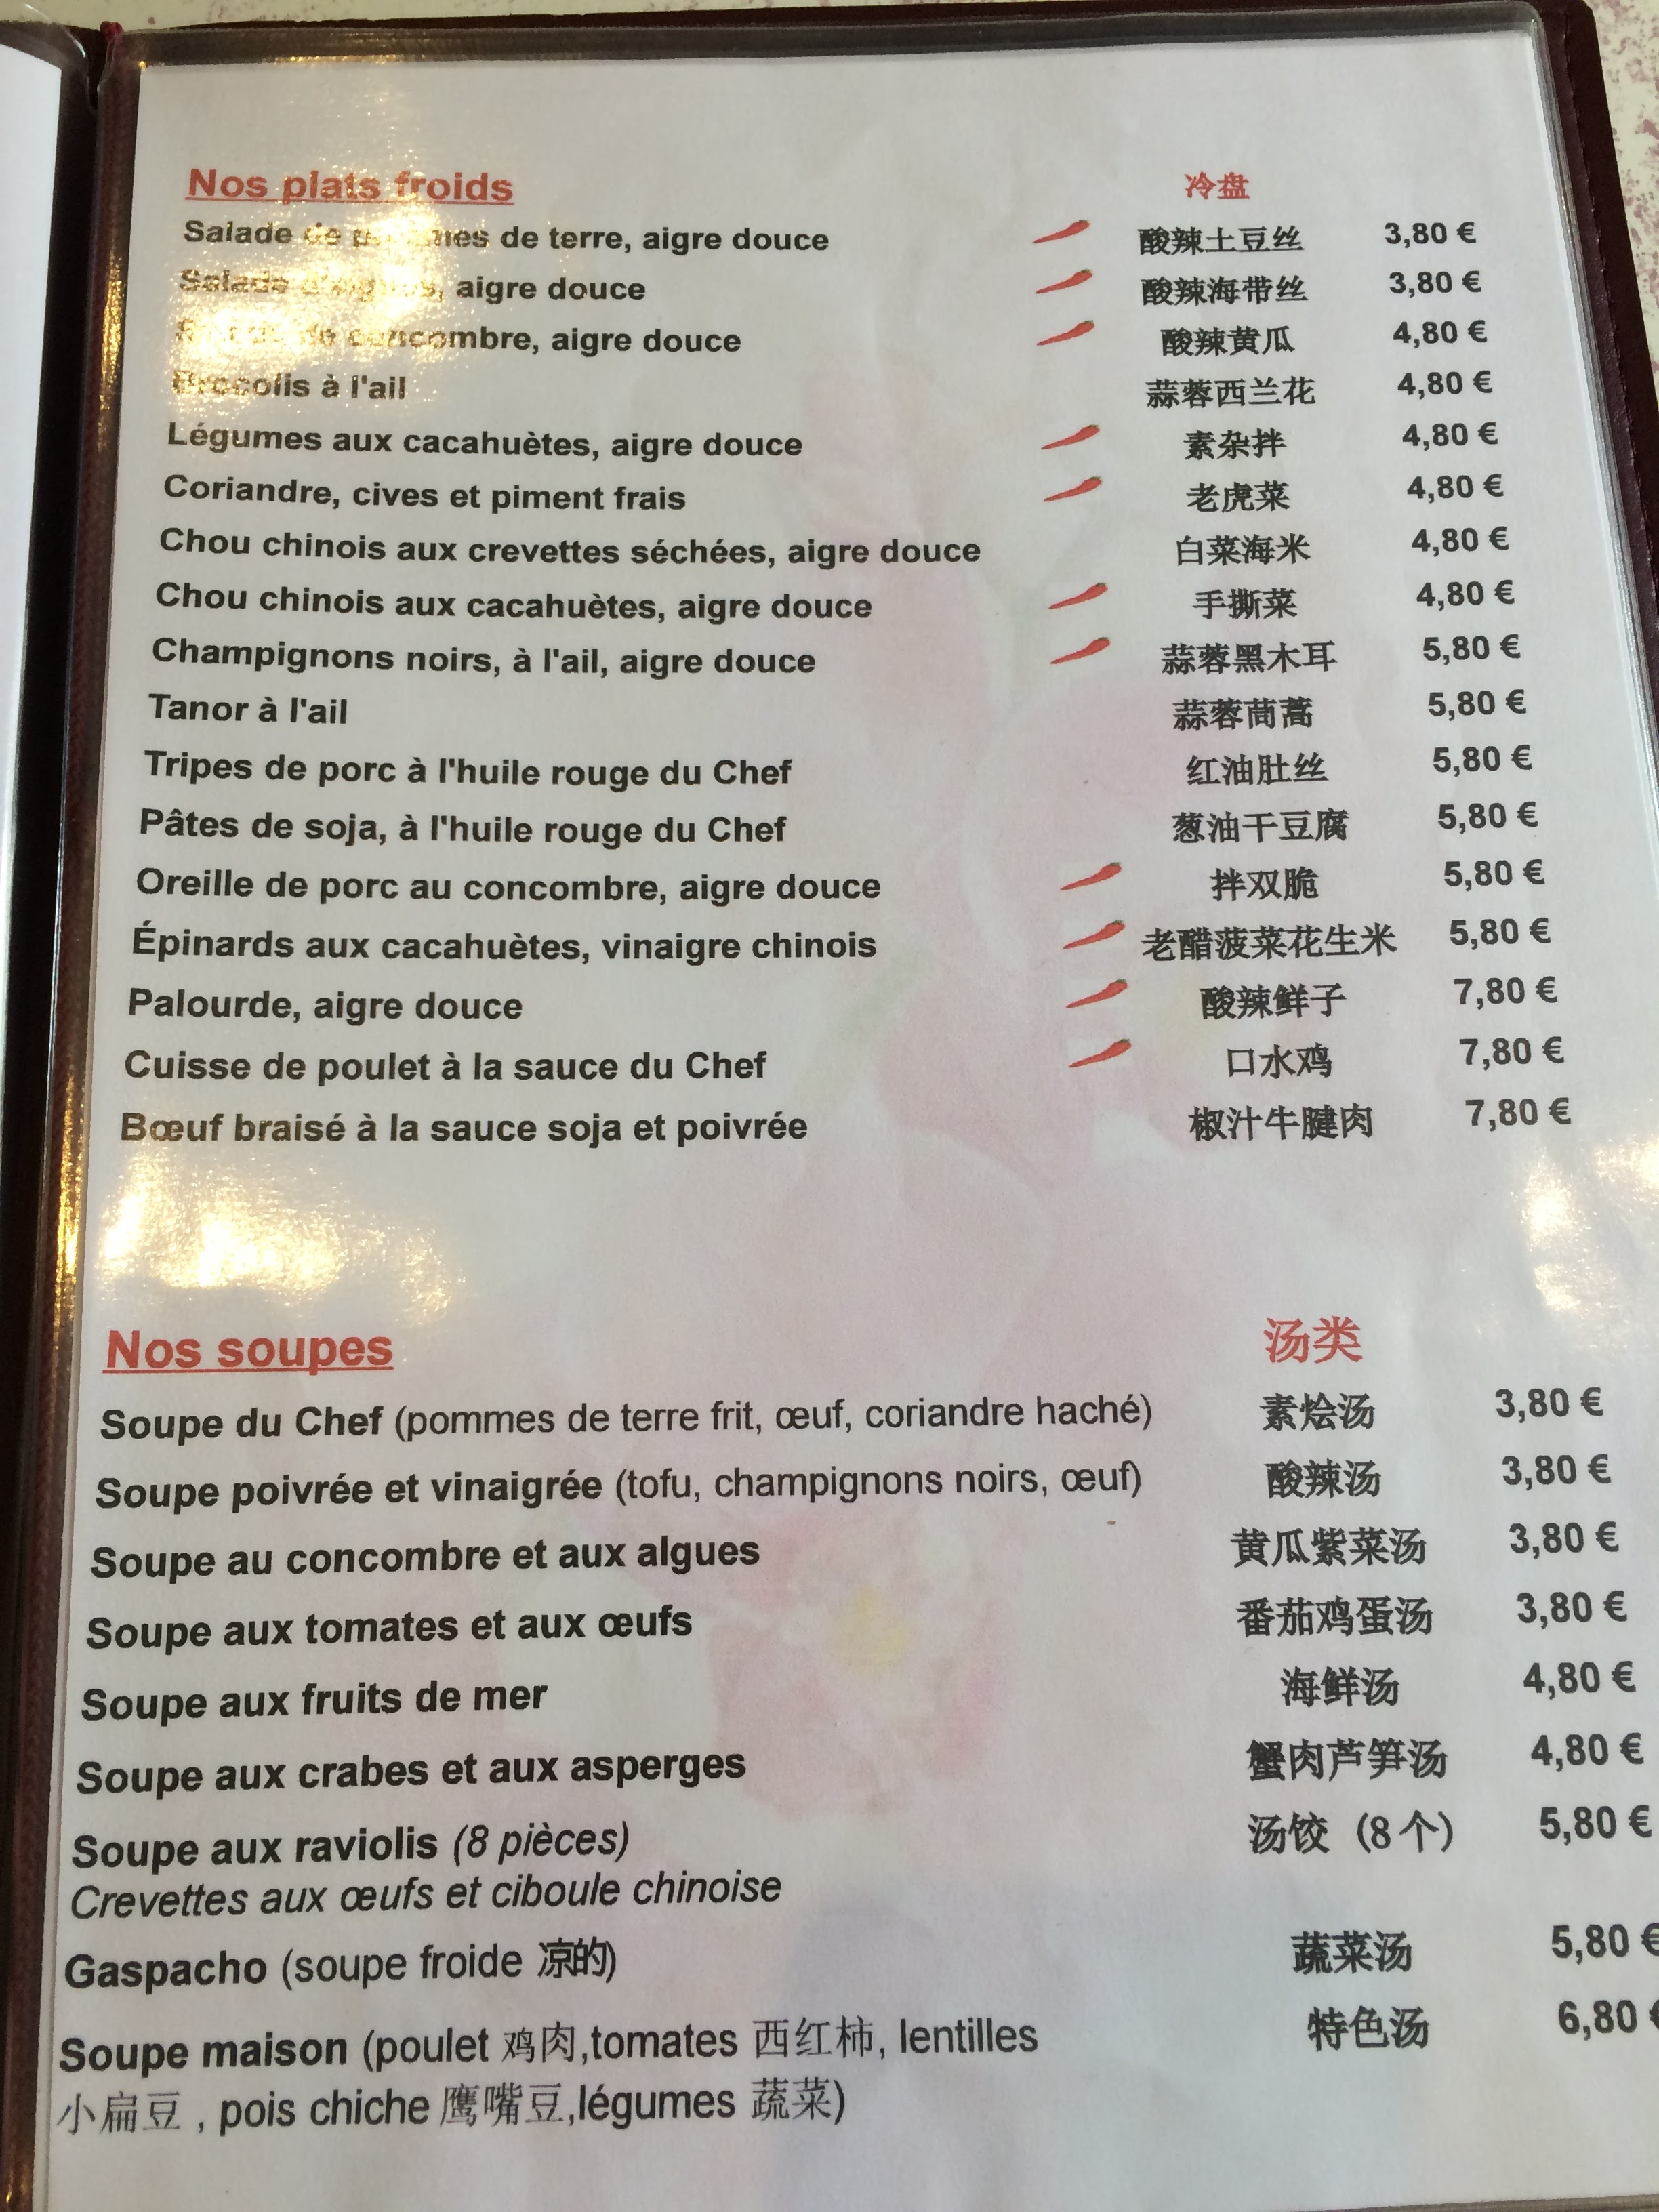 Nos plats froids 冷盘
Salade de pommes de terre, aigre douce 酸辣土豆丝 3,80 €
Salade d'algues, aigre douce 酸辣海带丝 3,80 €
de concombre, aigre douce 酸辣黄瓜 4,80 €
Brocolis à l'ail 蒜蓉西兰花 4,80 €
Légumes aux cacahuètes, aigre douce 素杂拌 4,80 €
Coriandre, cives et piment frais 老虎菜 4,80 €
Chou chinois aux crevettes séchées, aigre douce 白菜海米 4,80 €
Chou chinois aux cacahuètes, aigre douce 手撕菜 4,80 €
Champignons noirs, à l'ail, aigre douce 蒜蓉黑木耳 5,80 €
Tanor à l'ail 蒜蓉茼蒿 5,80 €
Tripes de porc à l'huile rouge du Chef 红油肚丝 5,80 €
Pâtes de soja, à l'huile rouge du Chef 葱油干豆腐 5,80 €
Oreille de porc au concombre, aigre douce 拌双脆 5,80 €
Épinards aux cacahuètes, vinaigre chinois 老醋菠菜花生米 5,80 €
Palourde, aigre douce 酸辣鲜子 7,80 €
Cuisse de poulet à la sauce du Chef 口水鸡 7,80 €
Bœuf braisé à la sauce soja et poivrée 椒汁牛腱肉 7,80 €
Nos soupes 汤类
Soupe du Chef (pommes de terre frit, œuf, coriandre haché) 素烩汤 3,80 €
Soupe poivrée et vinaigrée (tofu, champignons noirs, œuf) 酸辣汤 3,80 €
Soupe au concombre et aux algues 黄瓜紫菜汤 3,80 €
Soupe aux tomates et aux œufs 番茄鸡蛋汤 3,80 €
Soupe aux fruits de mer 海鲜汤 4,80 €
Soupe aux crabes et aux asperges 蟹肉芦笋汤 4,80 €
Soupe aux raviolis (8 pièces) 汤饺（8个） 5,80 €
Crevettes aux œufs et ciboule chinoise
Gaspacho (soupe froide 凉的) 蔬菜汤 5,80 €
Soupe maison (poulet 鸡肉,tomates 西红柿, lentilles 特色汤 6,80 €
小扁豆 , pois chiche 鹰嘴豆,légumes 蔬菜)